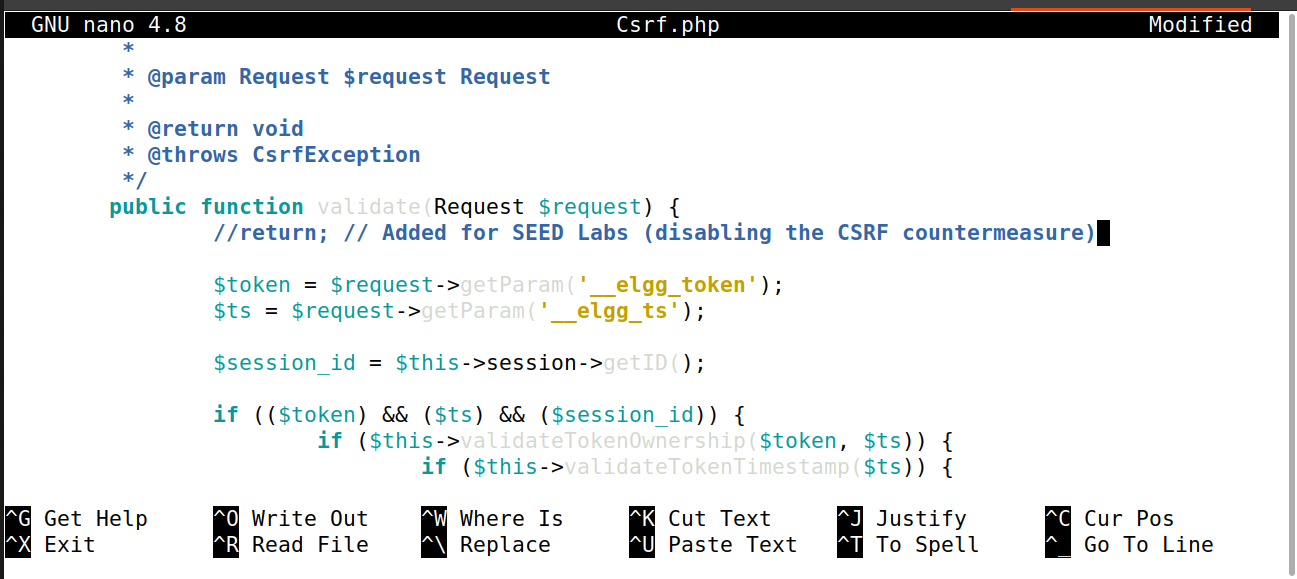 GNU nano 4.8 Csrf.php Modified
*
* @param Request $request Request
*
* @return void
* @throws CsrfException
*/
public function validate(Request $request) {
//return; // Added for SEED Labs (disabling the CSRF countermeasure)
$token = $request->getParam('__elgg_token');
$ts = $request->getParam('__elgg_ts');
$session_id = $this->session->getID();
if (($token) && ($ts) && ($session_id)) {
if ($this->validateTokenOwnership($token, $ts)) {
if ($this->validateTokenTimestamp($ts)) {
^G Get Help ^O Write Out ^W Where Is ^K Cut Text ^J Justify ^C Cur Pos
^X Exit ^R Read File ^\ Replace ^U Paste Text ^T To Spell ^_ Go To Line